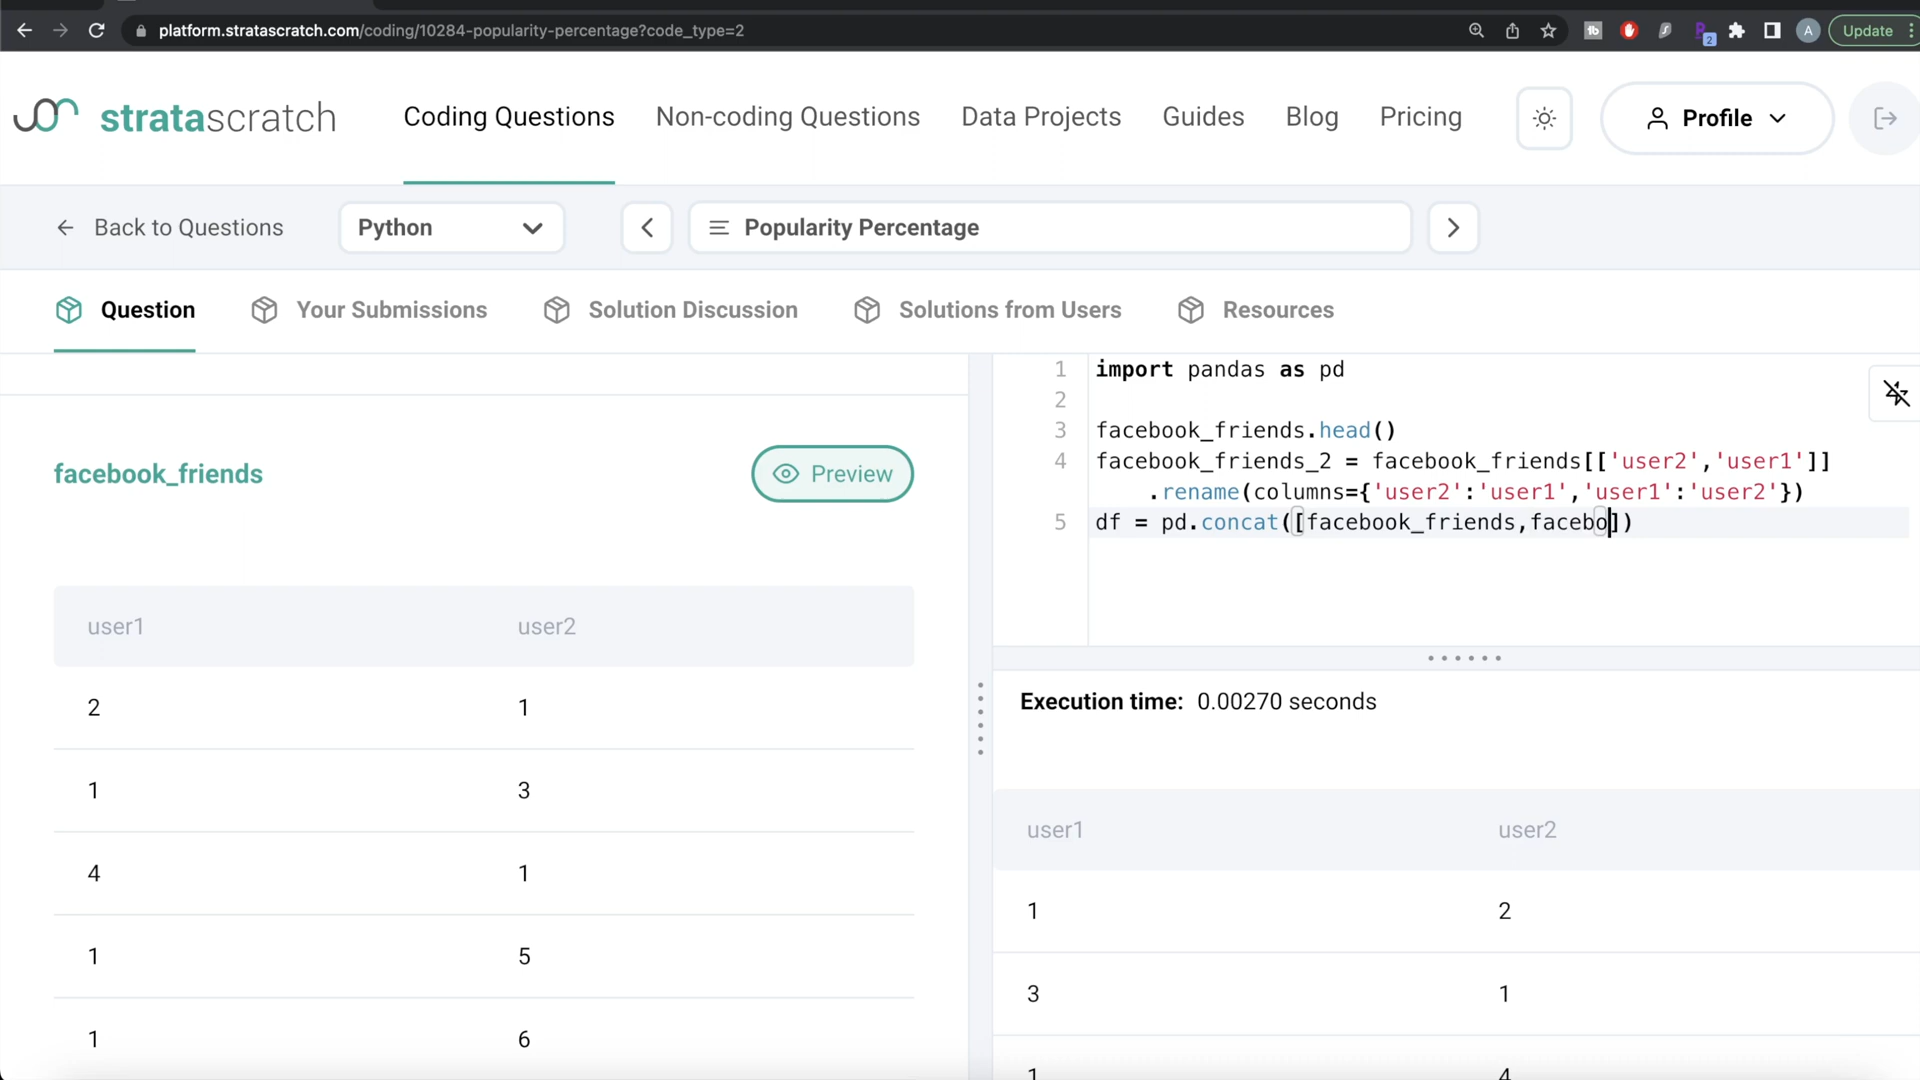 platform.stratascratch.com/coding/10284-popularity-percentage?code_type=2
tb
2
A
Update
stratascratch
Coding Questions
Non-coding Questions
Data Projects
Guides
Blog
Pricing
Profile
Back to Questions
Python
Popularity Percentage
Question
Your Submissions
Solution Discussion
Solutions from Users
Resources
facebook_friends
Preview
user1 user2
2 1
1 3
4 1
1 5
1 6
1 import pandas as pd
2
3 facebook_friends.head()
4 facebook_friends_2 = facebook_friends[['user2','user1']]
.rename(columns={'user2':'user1','user1':'user2'})
5 df = pd.concat([facebook_friends,facebo])
Execution time: 0.00270 seconds
user1 user2
1 2
3 1
1 4